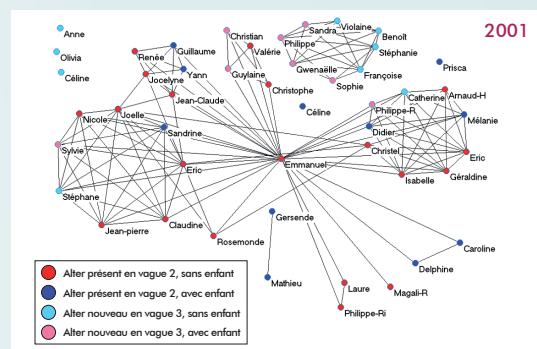 2001
Anne
Olivia
Céline
Renée
Guillaume
Jocelyne
Yann
Jean-Claude
Christian
Valérie
Guylaine
Christophe
Sandra
Violaine
Philippe
Benoît
Stéphanie
Gwenaëlle
Françoise
Sophie
Prisca
Céline
Catherine
Arnaud-H
Philippe-R
Mélanie
Didier
Christel
Eric
Isabelle
Géraldine
Nicole
Joelle
Sandrine
Sylvie
Eric
Emmanuel
Stéphane
Jean-pierre
Claudine
Rosemonde
Gersende
Mathieu
Caroline
Delphine
Laure
Magali-R
Philippe-Ri
Alter présent en vague 2, sans enfant
Alter présent en vague 2, avec enfant
Alter nouveau en vague 3, sans enfant
Alter nouveau en vague 3, avec enfant